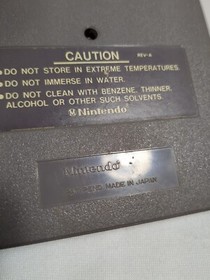 CAUTION REV-A
•DO NOT STORE IN EXTREME TEMPERATURES.
•DO NOT IMMERSE IN WATER.
•DO NOT CLEAN WITH BENZENE, THINNER,
ALCOHOL OR OTHER SUCH SOLVENTS.
Nintendo
Nintendo
MADE IN JAPAN